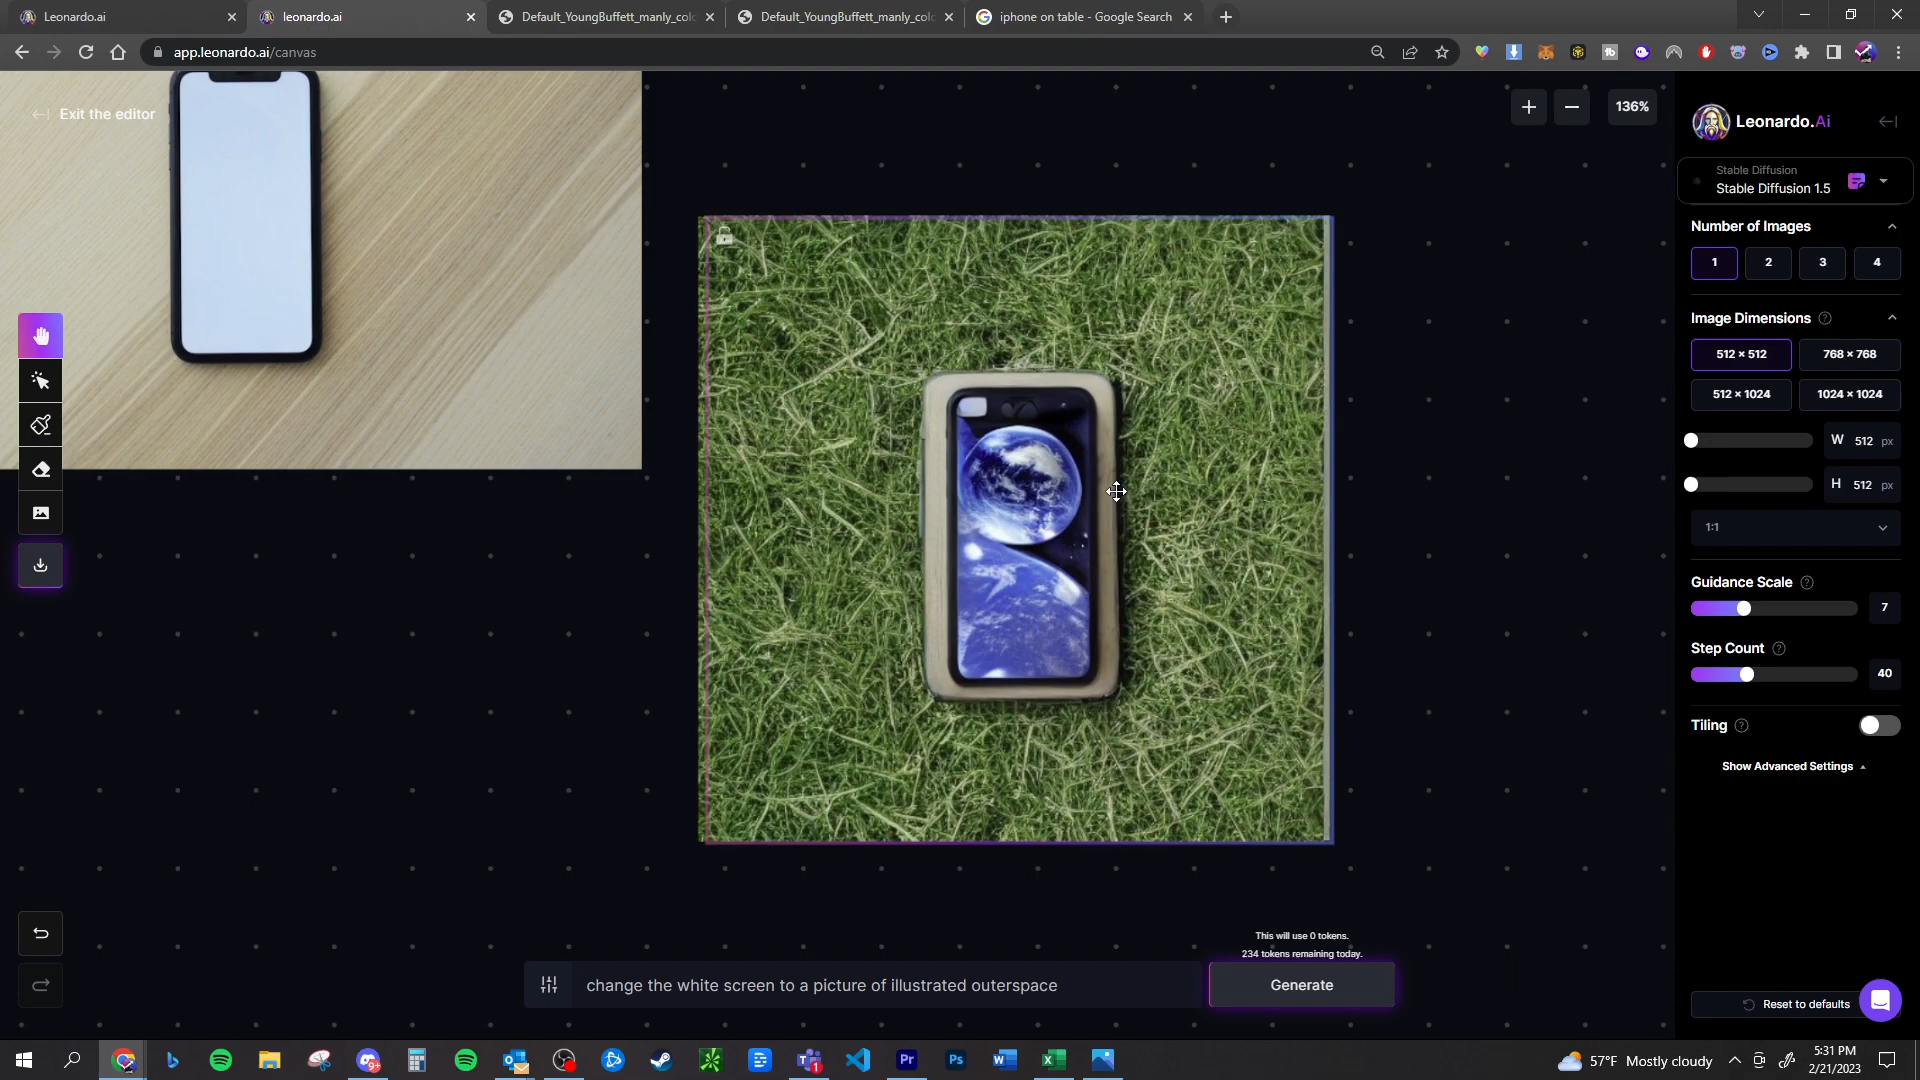 Leonardo.ai
leonardo.ai
Default_YoungBuffett_manly_colo
Default_YoungBuffett_manly_colo
iphone on table - Google Search
app.leonardo.ai/canvas
Exit the editor
136%
Leonardo.Ai
Stable Diffusion
Stable Diffusion 1.5
Number of Images
1 2 3 4
Image Dimensions
512 × 512 768 × 768
512 × 1024 1024 × 1024
W 512 px
H 512 px
1:1
Guidance Scale
7
Step Count
40
Tiling
Show Advanced Settings
This will use 0 tokens.
234 tokens remaining today.
change the white screen to a picture of illustrated outerspace
Generate
Reset to defaults
57°F Mostly cloudy
5:31 PM
2/21/2023